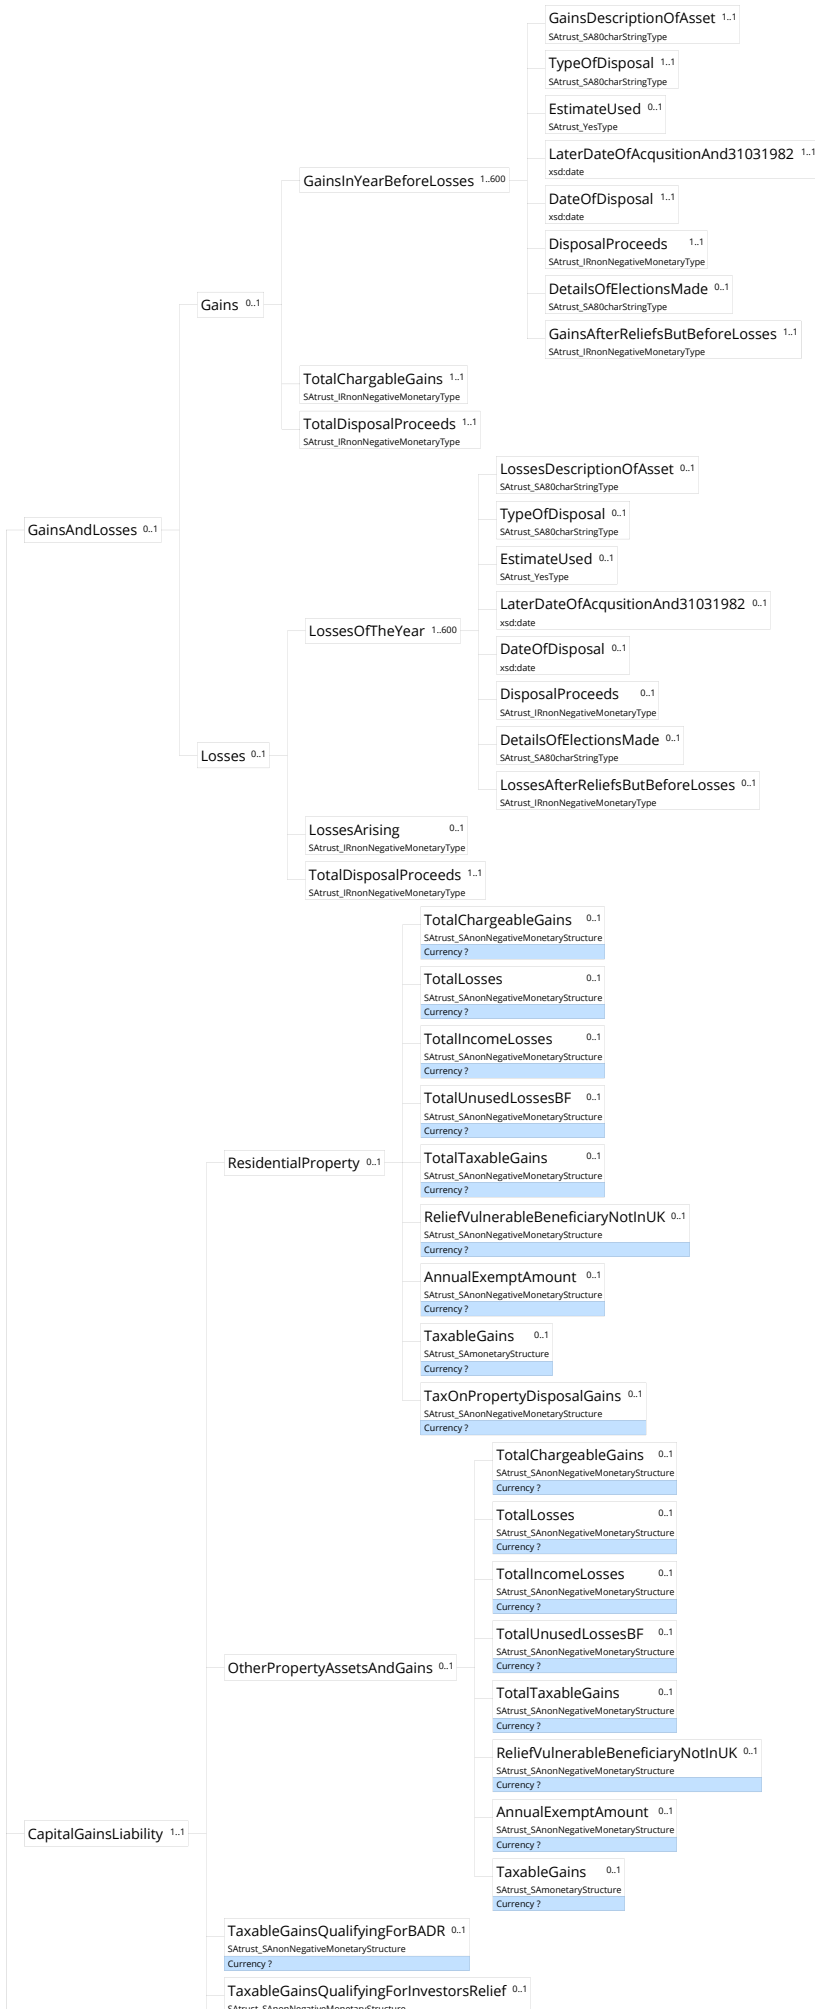 GainsDescriptionOfAsset 1..1
SAtrust_SA80charStringType
TypeOfDisposal 1..1
SAtrust_SA80charStringType
EstimateUsed 0..1
SAtrust_YesType
LaterDateOfAcqusitionAnd31031982 1..1
xsd:date
GainsInYearBeforeLosses 1..600
DateOfDisposal 1..1
xsd:date
DisposalProceeds 1..1
SAtrust_IRnonNegativeMonetaryType
DetailsOfElectionsMade 0..1
SAtrust_SA80charStringType
Gains 0..1
GainsAfterReliefsButBeforeLosses 1..1
SAtrust_IRnonNegativeMonetaryType
TotalChargableGains 1..1
SAtrust_IRnonNegativeMonetaryType
TotalDisposalProceeds 1..1
SAtrust_IRnonNegativeMonetaryType
LossesDescriptionOfAsset 0..1
SAtrust_SA80charStringType
TypeOfDisposal 0..1
SAtrust_SA80charStringType
GainsAndLosses 0..1
EstimateUsed 0..1
SAtrust_YesType
LaterDateOfAcqusitionAnd31031982 0..1
xsd:date
LossesOfTheYear 1..600
DateOfDisposal 0..1
xsd:date
DisposalProceeds 0..1
SAtrust_IRnonNegativeMonetaryType
DetailsOfElectionsMade 0..1
SAtrust_SA80charStringType
Losses 0..1
LossesAfterReliefsButBeforeLosses 0..1
SAtrust_IRnonNegativeMonetaryType
LossesArising 0..1
SAtrust_IRnonNegativeMonetaryType
TotalDisposalProceeds 1..1
SAtrust_IRnonNegativeMonetaryType
TotalChargeableGains 0..1
SAtrust_SAnonNegativeMonetaryStructure
Currency ?
TotalLosses 0..1
SAtrust_SAnonNegativeMonetaryStructure
Currency ?
TotalIncomeLosses 0..1
SAtrust_SAnonNegativeMonetaryStructure
Currency ?
TotalUnusedLossesBF 0..1
SAtrust_SAnonNegativeMonetaryStructure
Currency ?
ResidentialProperty 0..1
TotalTaxableGains 0..1
SAtrust_SAnonNegativeMonetaryStructure
Currency ?
ReliefVulnerableBeneficiaryNotInUK 0..1
SAtrust_SAnonNegativeMonetaryStructure
Currency ?
AnnualExemptAmount 0..1
SAtrust_SAnonNegativeMonetaryStructure
Currency ?
TaxableGains 0..1
SAtrust_SAmonetaryStructure
Currency ?
TaxOnPropertyDisposalGains 0..1
SAtrust_SAnonNegativeMonetaryStructure
Currency ?
TotalChargeableGains 0..1
SAtrust_SAnonNegativeMonetaryStructure
Currency ?
TotalLosses 0..1
SAtrust_SAnonNegativeMonetaryStructure
Currency ?
TotalIncomeLosses 0..1
SAtrust_SAnonNegativeMonetaryStructure
Currency ?
TotalUnusedLossesBF 0..1
SAtrust_SAnonNegativeMonetaryStructure
Currency ?
OtherPropertyAssetsAndGains 0..1
TotalTaxableGains 0..1
SAtrust_SAnonNegativeMonetaryStructure
Currency ?
ReliefVulnerableBeneficiaryNotInUK 0..1
SAtrust_SAnonNegativeMonetaryStructure
Currency ?
AnnualExemptAmount 0..1
SAtrust_SAnonNegativeMonetaryStructure
Currency ?
CapitalGainsLiability 1..1
TaxableGains 0..1
SAtrust_SAmonetaryStructure
Currency ?
TaxableGainsQualifyingForBADR 0..1
SAtrust_SAnonNegativeMonetaryStructure
Currency ?
TaxableGainsQualifyingForInvestorsRelief 0..1
SAtrust_SAnonNegativeMonetaryStructure